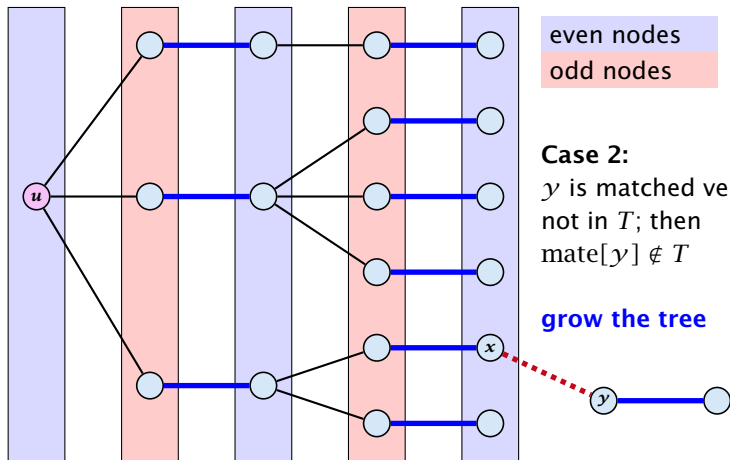 even nodes
odd nodes
u
Case 2:
y is matched ve
not in T; then
mate[y] ∉ T
grow the tree
x
y